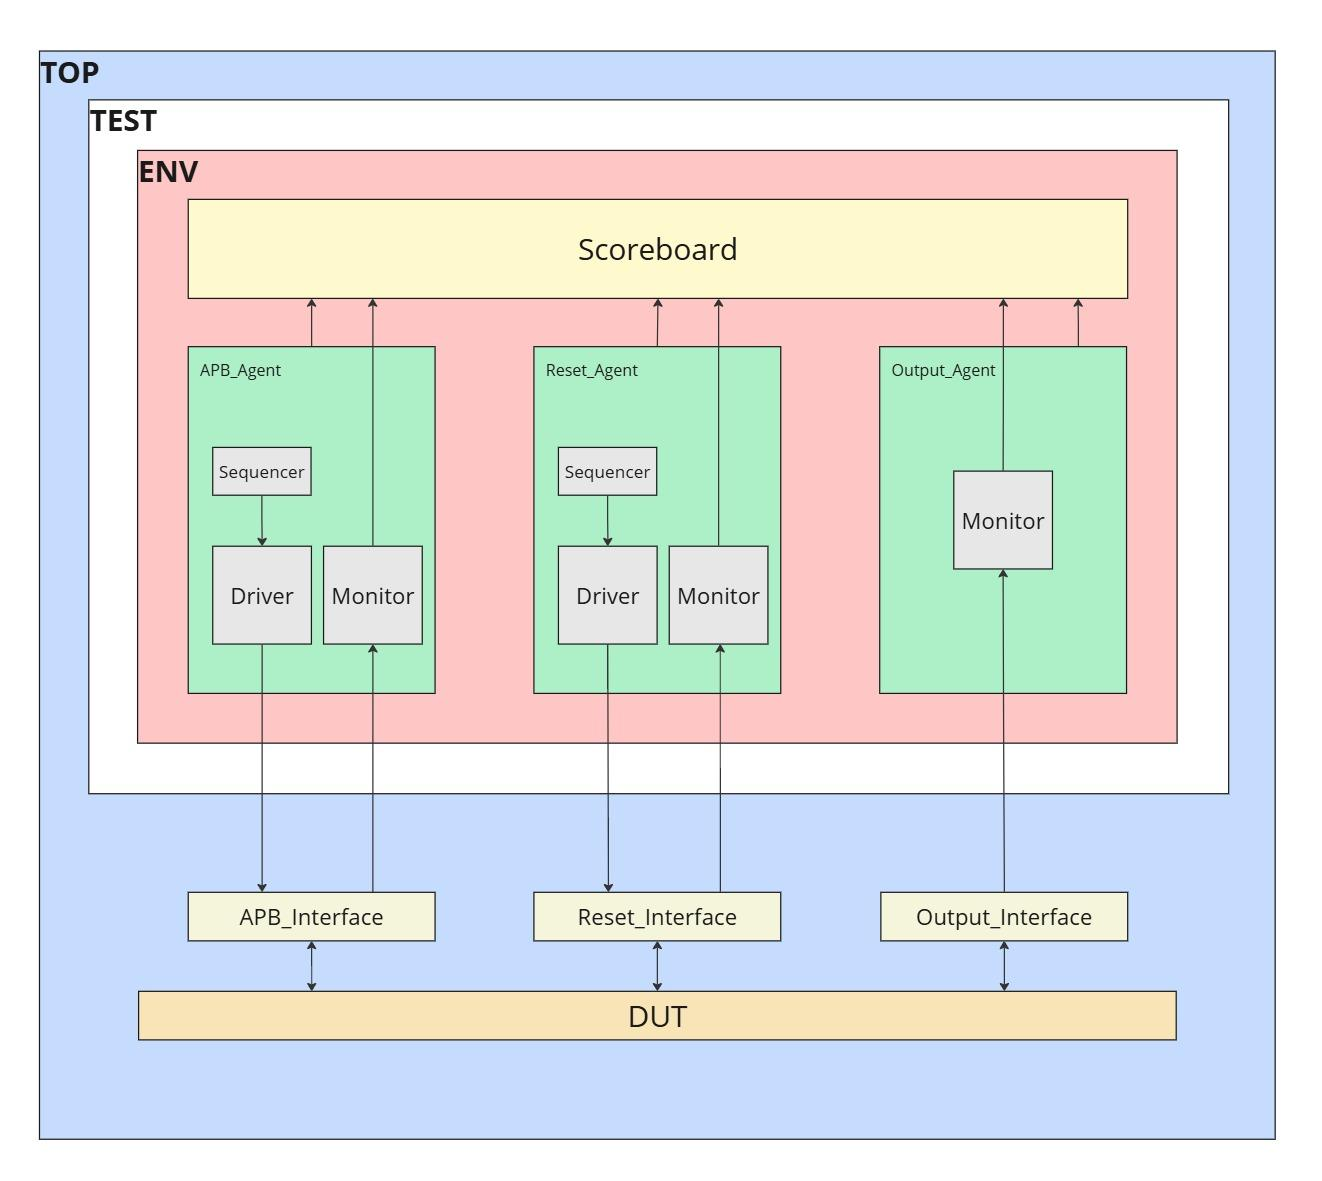 TOP
TEST
ENV
Scoreboard
APB_Agent
Reset_Agent
Output_Agent
Sequencer
Sequencer
Monitor
Driver
Monitor
Driver
Monitor
APB_Interface
Reset_Interface
Output_Interface
DUT